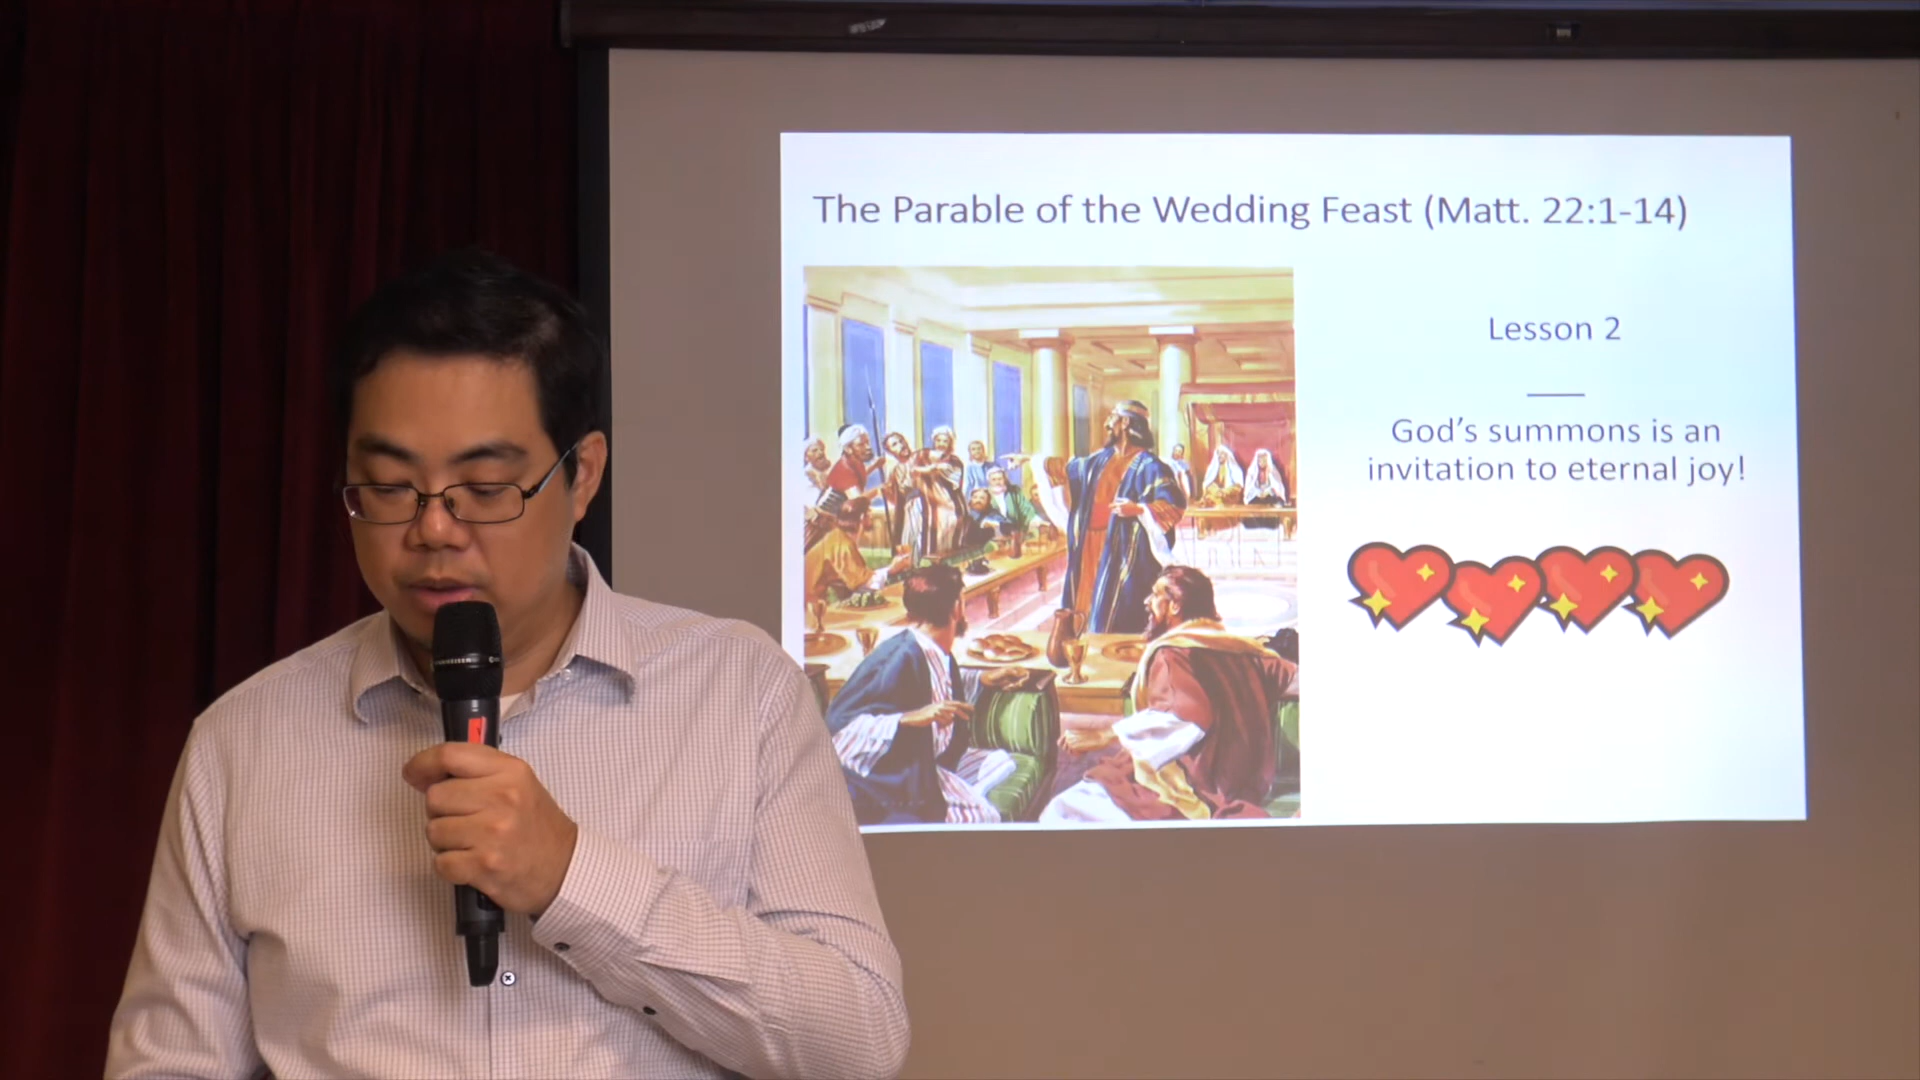 The Parable of the Wedding Feast (Matt. 22:1-14)
Lesson 2
God's summons is an
invitation to eternal joy!